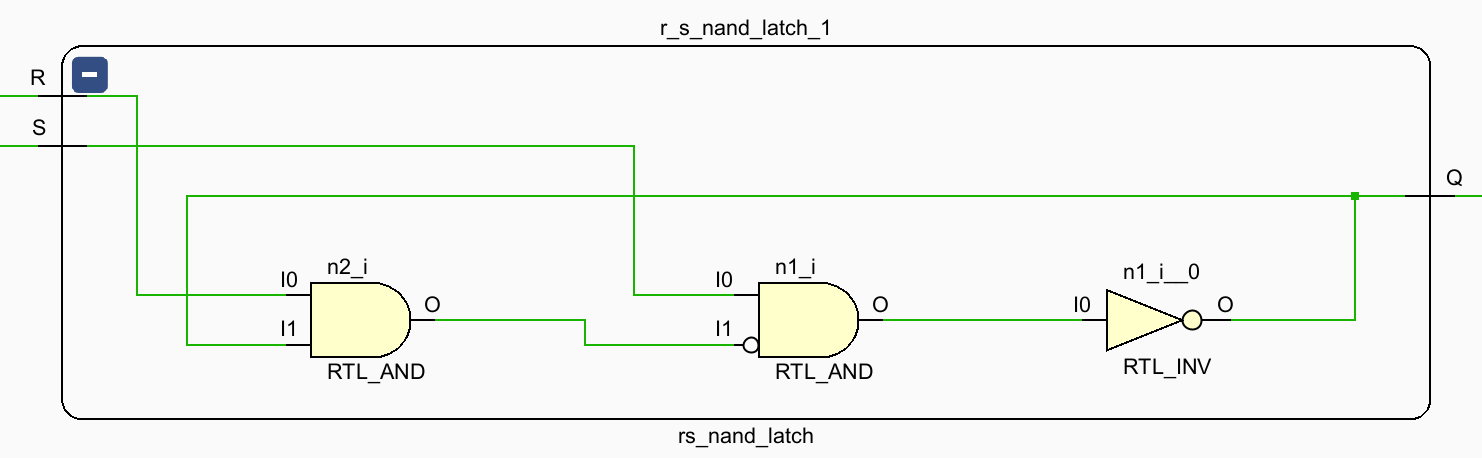 r_s_nand_latch_1
R
S
Q
n2_i
I0
I1
O
RTL_AND
n1_i
I0
I1
O
RTL_AND
n1_i__0
I0
O
RTL_INV
rs_nand_latch